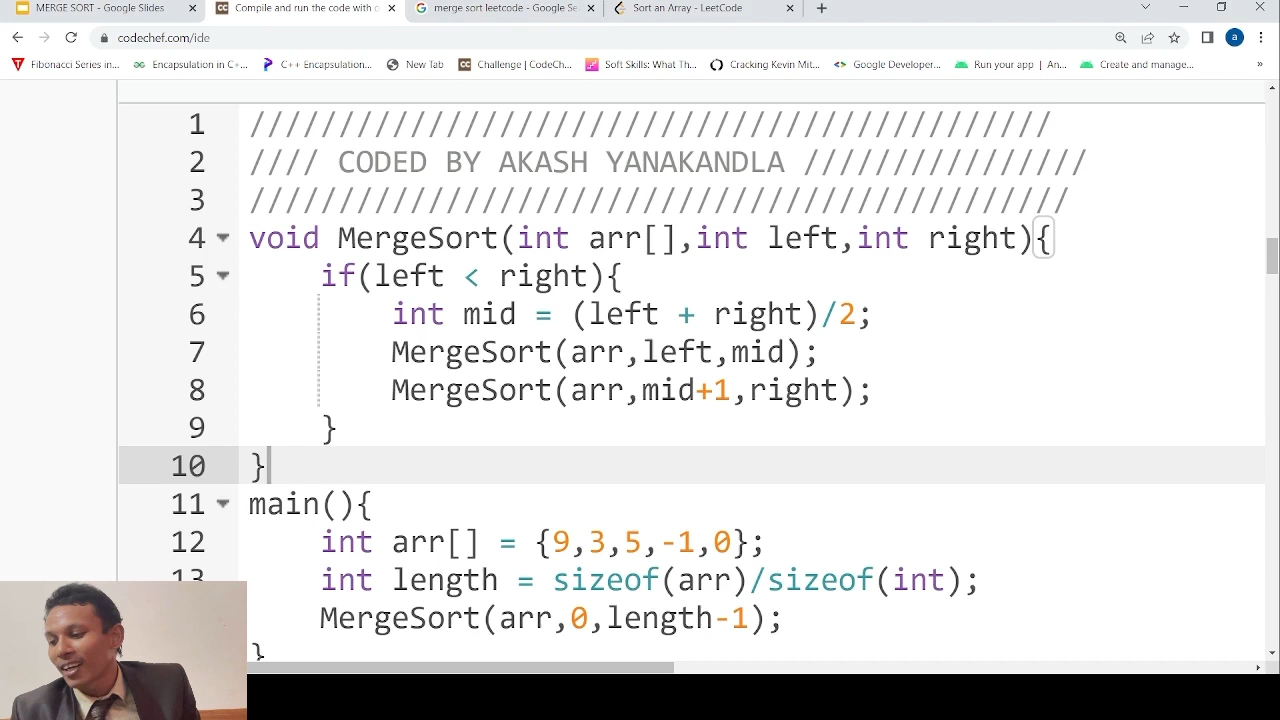 MERGE SORT - Google Slides
Compile and run the code with o
merge sort leetcode - Google Se
Sort an Array - LeetCode
codechef.com/ide
a
Fibonacci Series in...
Encapsulation in C+...
C++ Encapsulation...
New Tab
Challenge | CodeCh...
Soft Skills: What Th...
Cracking Kevin Mit...
Google Developer...
Run your app | An...
Create and manage...
»
1 /////////////////////////////////////////////
2 //// CODED BY AKASH YANAKANDLA ////////////////
3 //////////////////////////////////////////////
4 void MergeSort(int arr[],int left,int right){
5 if(left < right){
6 int mid = (left + right)/2;
7 MergeSort(arr,left,mid);
8 MergeSort(arr,mid+1,right);
9 }
10 }
11 main(){
12 int arr[] = {9,3,5,-1,0};
13 int length = sizeof(arr)/sizeof(int);
MergeSort(arr,0,length-1);
}